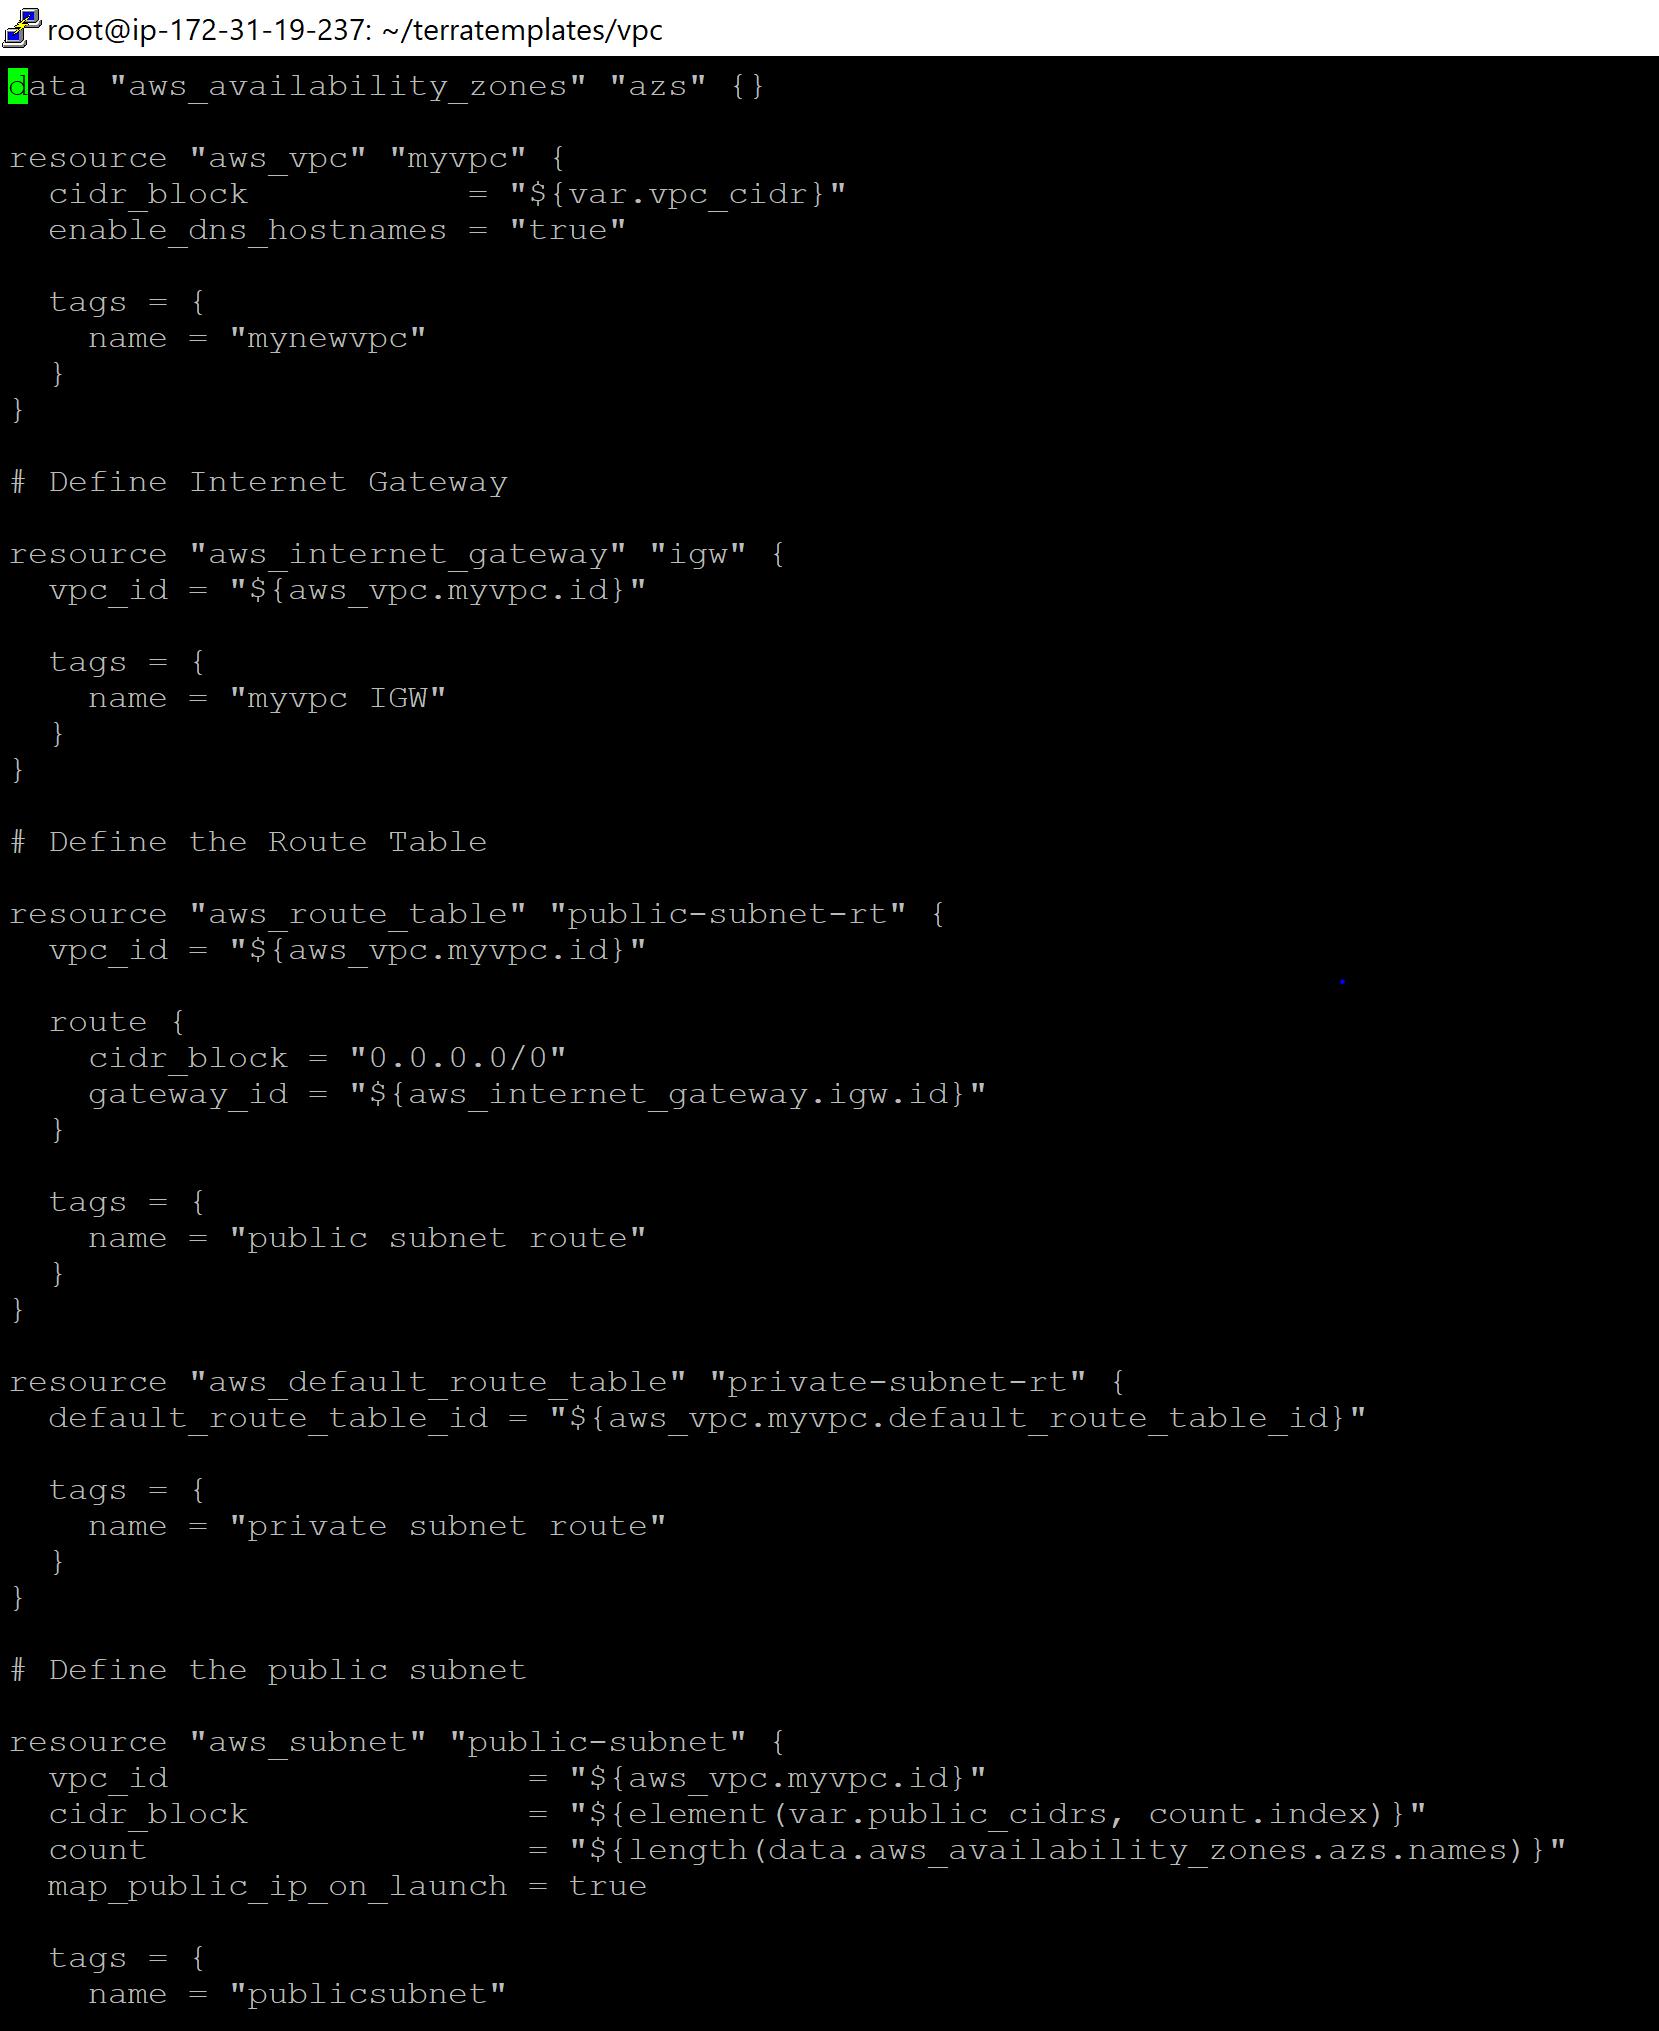 root@ip-172-31-19-237: ~/terratemplates/vpc
data "aws_availability_zones" "azs" {}
resource "aws_vpc" "myvpc" {
  cidr_block           = "${var.vpc_cidr}"
  enable_dns_hostnames = "true"
  tags = {
    name = "mynewvpc"
  }
}
# Define Internet Gateway
resource "aws_internet_gateway" "igw" {
  vpc_id = "${aws_vpc.myvpc.id}"
  tags = {
    name = "myvpc IGW"
  }
}
# Define the Route Table
resource "aws_route_table" "public-subnet-rt" {
  vpc_id = "${aws_vpc.myvpc.id}"
  route {
    cidr_block = "0.0.0.0/0"
    gateway_id = "${aws_internet_gateway.igw.id}"
  }
  tags = {
    name = "public subnet route"
  }
}
resource "aws_default_route_table" "private-subnet-rt" {
  default_route_table_id = "${aws_vpc.myvpc.default_route_table_id}"
  tags = {
    name = "private subnet route"
  }
}
# Define the public subnet
resource "aws_subnet" "public-subnet" {
  vpc_id                  = "${aws_vpc.myvpc.id}"
  cidr_block              = "${element(var.public_cidrs, count.index)}"
  count                   = "${length(data.aws_availability_zones.azs.names)}"
  map_public_ip_on_launch = true
  tags = {
    name = "publicsubnet"